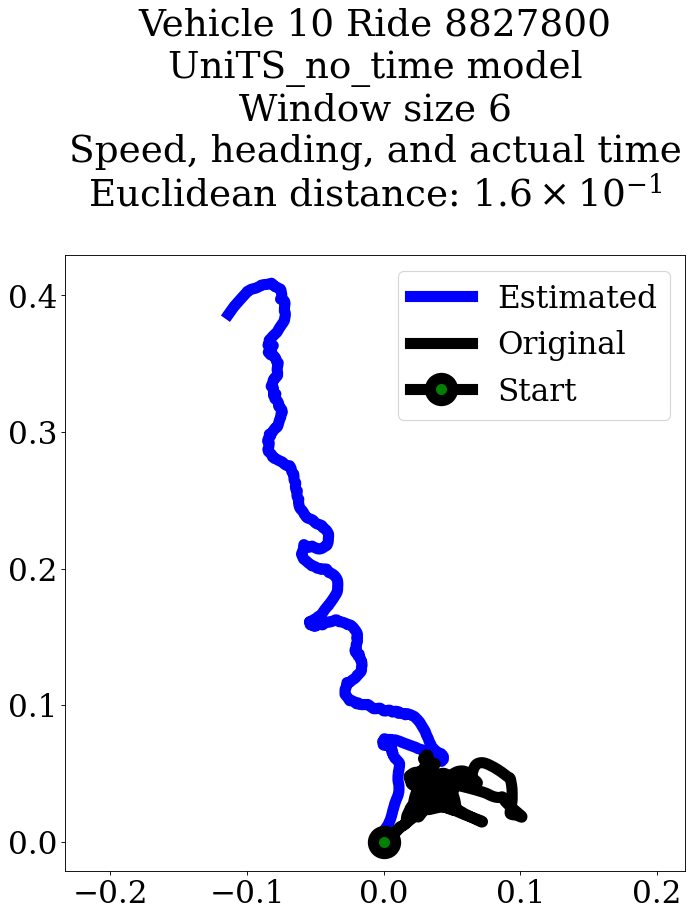 Vehicle 10 Ride 8827800
UniTS_no_time model
Window size 6
Speed, heading, and actual time
Euclidean distance: 1.6 × 10⁻¹
Estimated
Original
Start
0.4
0.3
0.2
0.1
0.0
−0.2 −0.1 0.0 0.1 0.2